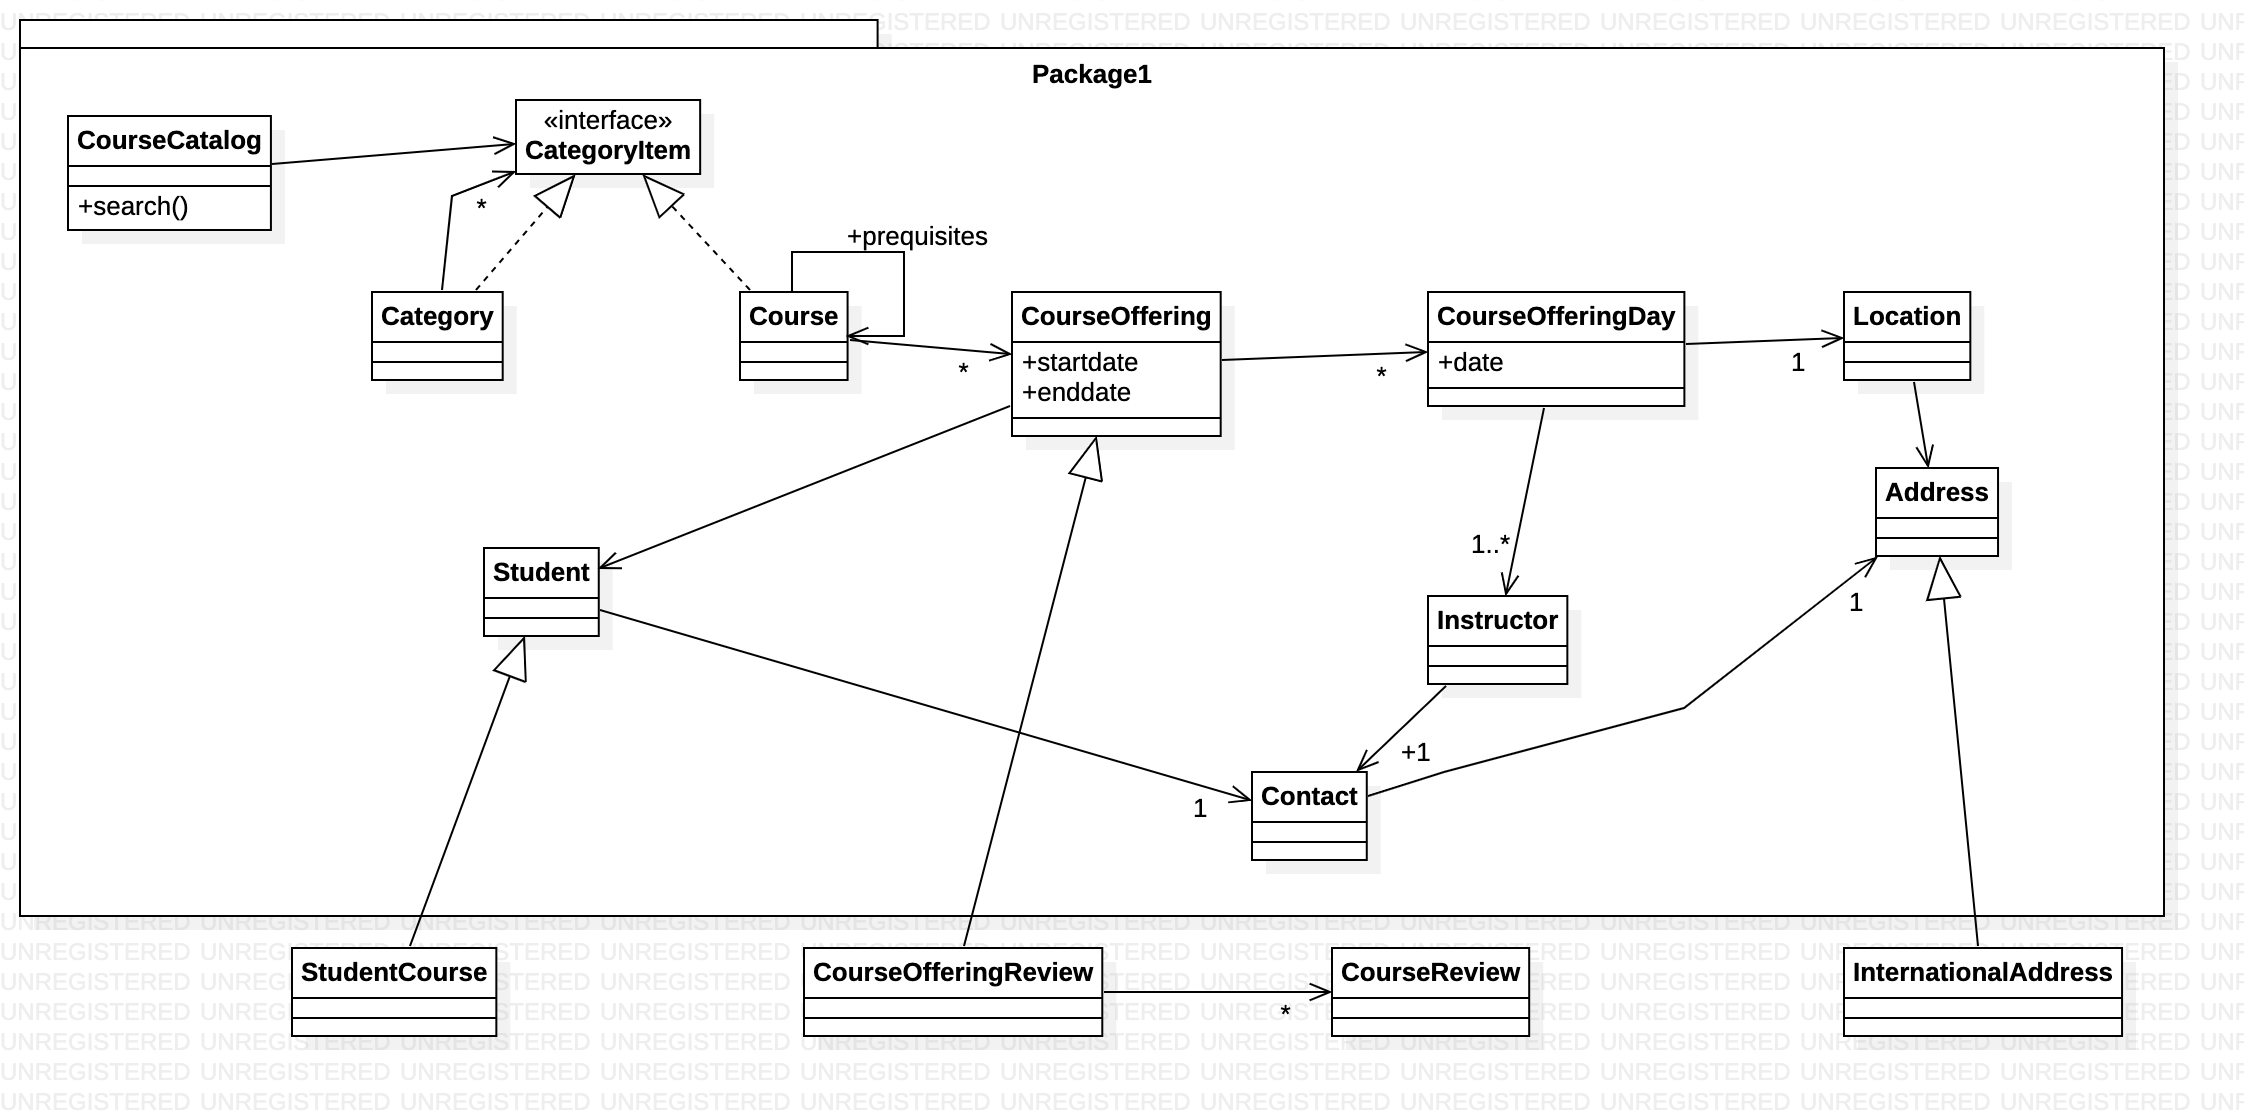 Package1
«interface»
CategoryItem
CourseCatalog
+search()
*
+prequisites
Category
Course
*
CourseOffering
+startdate
+enddate
*
CourseOfferingDay
+date
1
Location
Address
1..*
Student
Instructor
1
+1
Contact
1
StudentCourse
CourseOfferingReview
*
CourseReview
InternationalAddress
UNREGISTERED UNREGISTERED UNREGISTERED UNREGISTERED UNREGISTERED UNREGISTERED UNREGISTERED UNREGISTERED UNREGISTERED UNREGISTERED UNREGISTERED